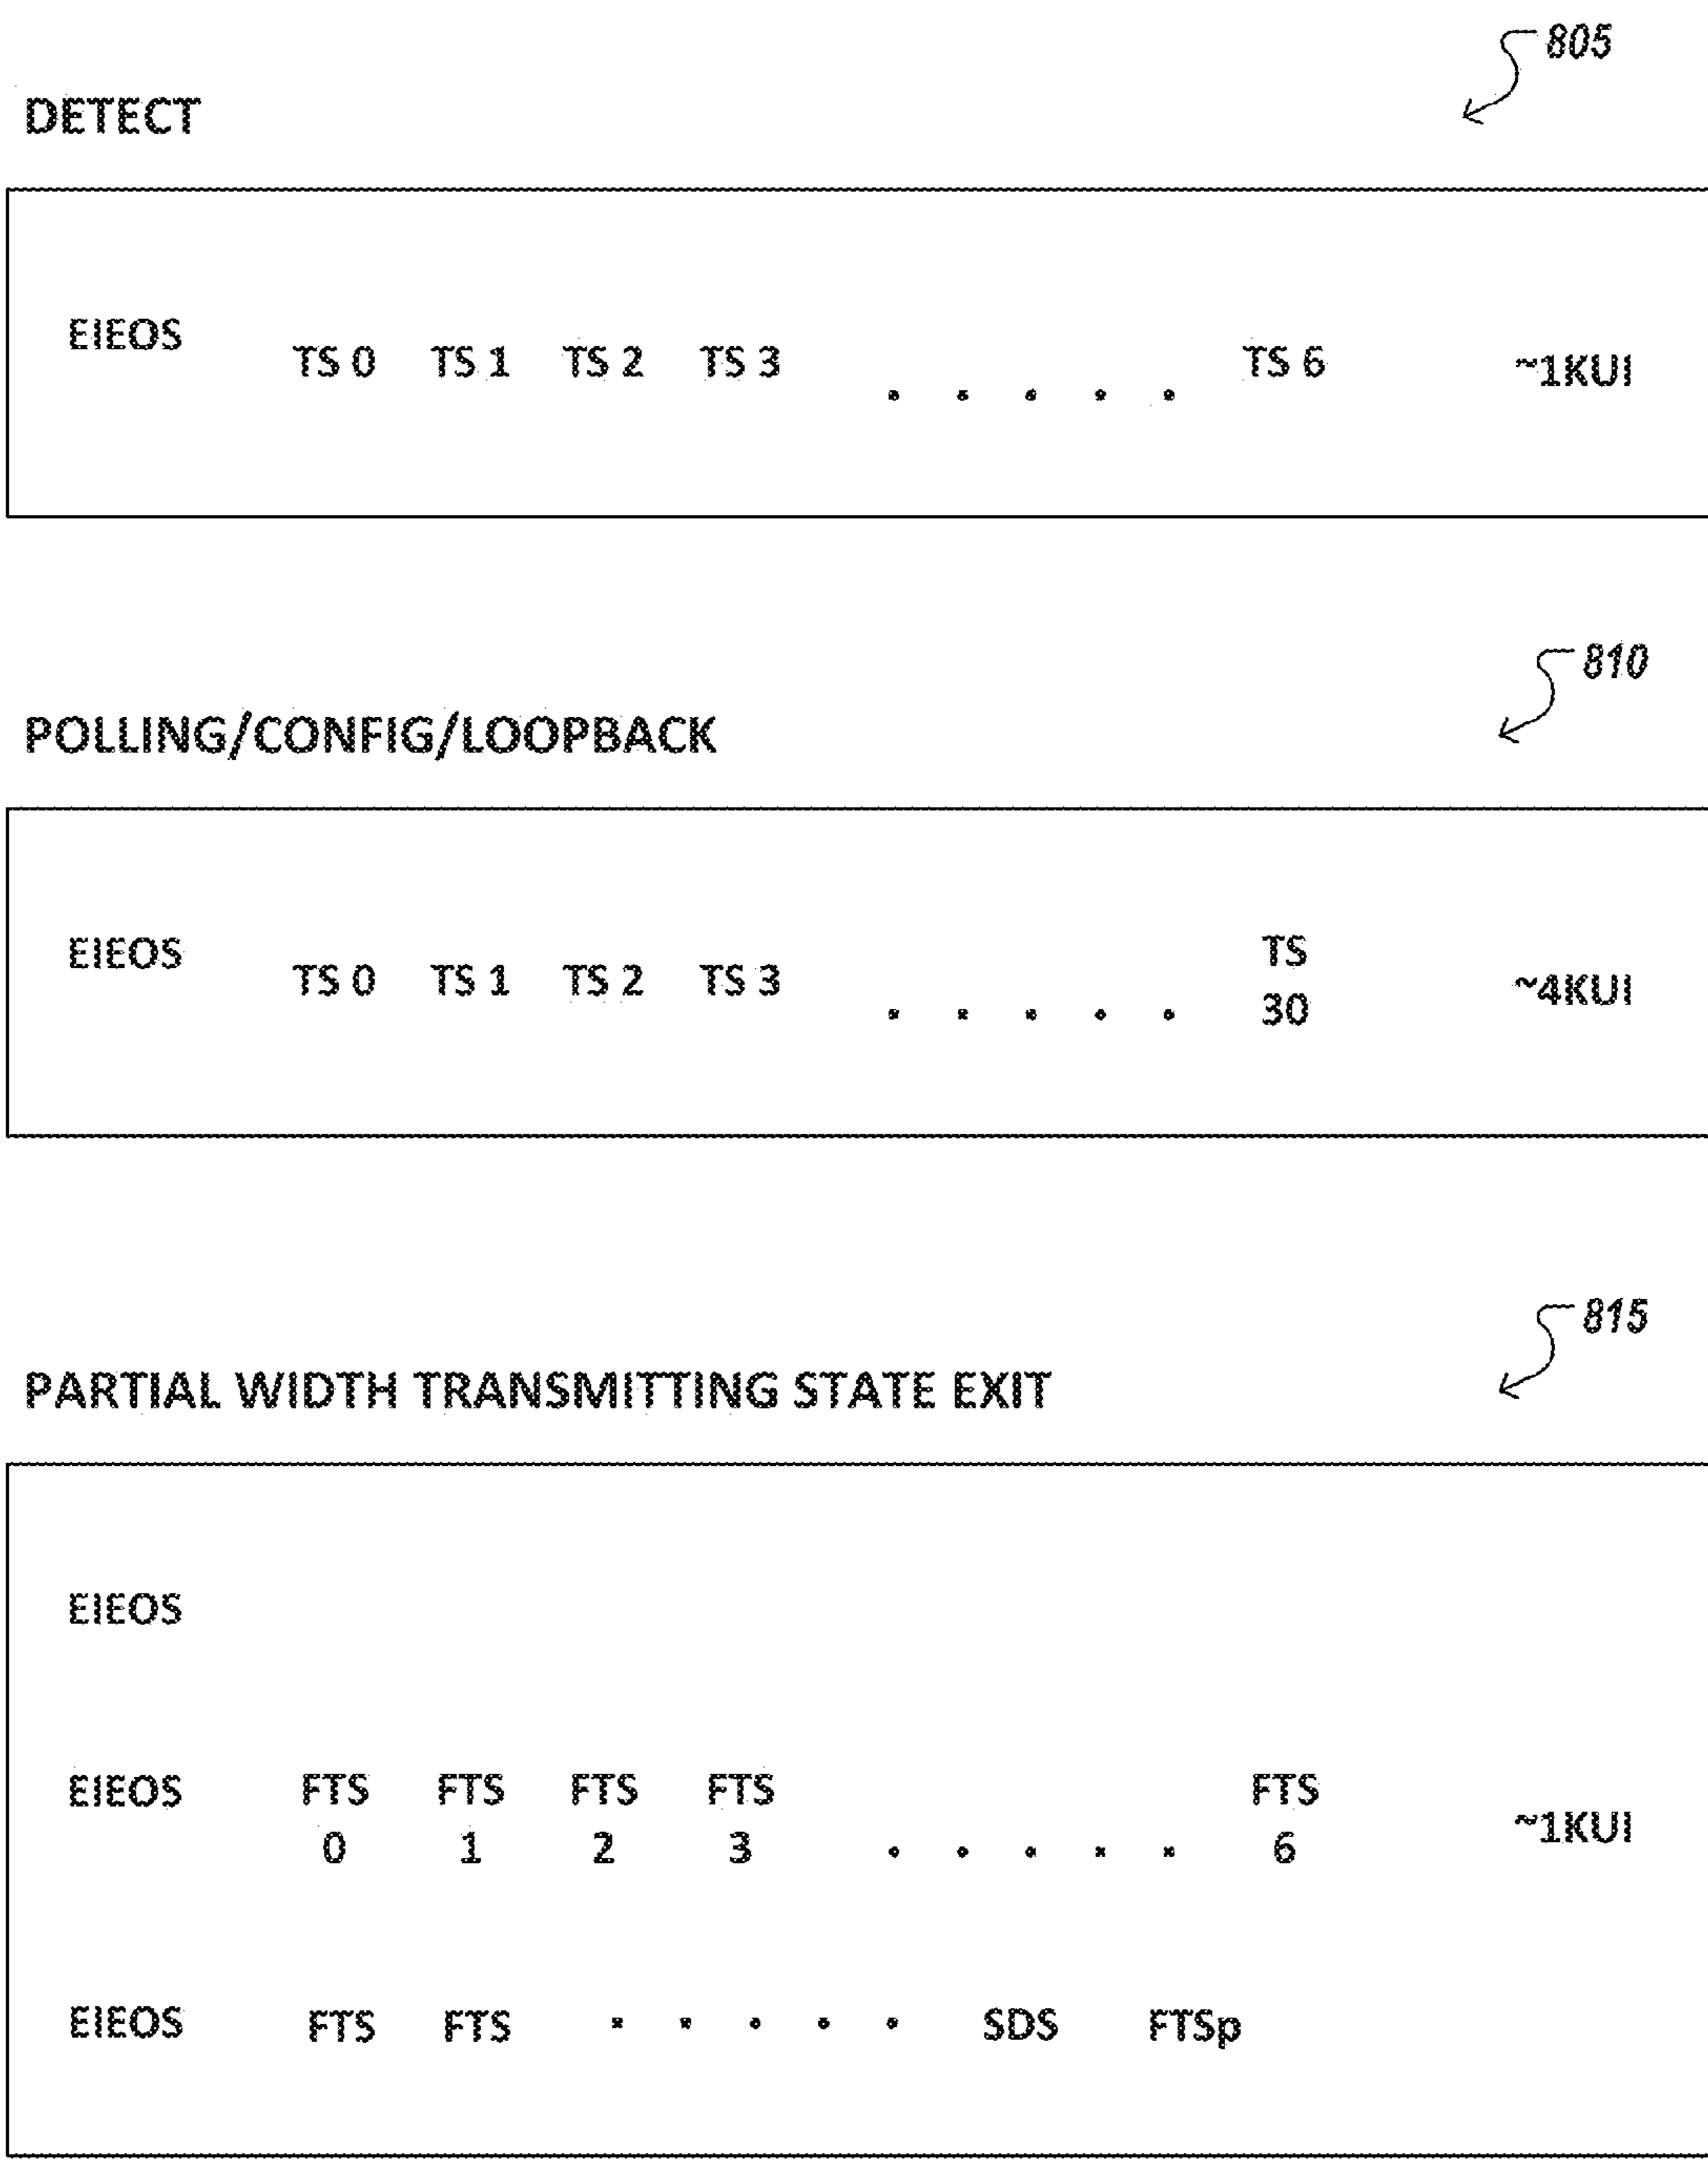 805
DETECT
EIEOS TS 0 TS 1 TS 2 TS 3 . . . . . TS 6 ~1KUI
810
POLLING/CONFIG/LOOPBACK
EIEOS TS 0 TS 1 TS 2 TS 3 . . . . . TS 30 ~4KUI
815
PARTIAL WIDTH TRANSMITTING STATE EXIT
EIEOS
EIEOS FTS 0 FTS 1 FTS 2 FTS 3 . . . . . FTS 6 ~1KUI
EIEOS FTS FTS . . . . . SDS FTSp